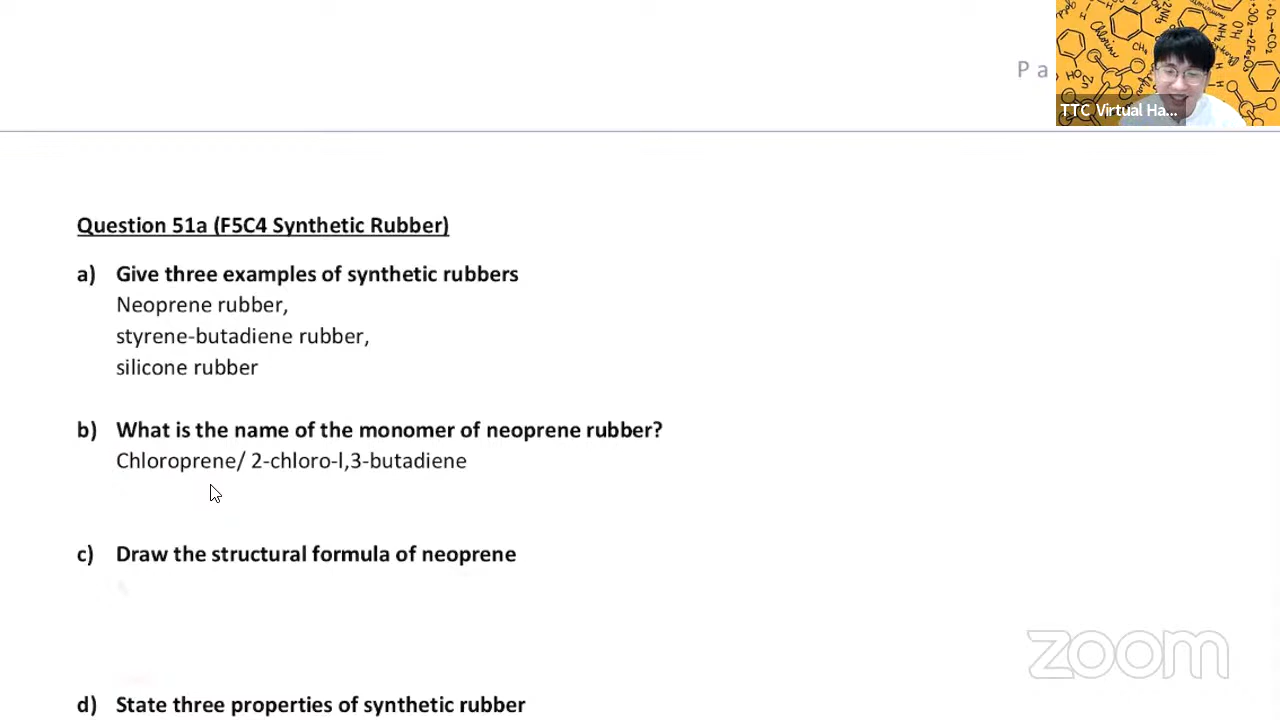 P a
TTC Virtual Ha...
Question 51a (F5C4 Synthetic Rubber)
a) Give three examples of synthetic rubbers
Neoprene rubber,
styrene-butadiene rubber,
silicone rubber
b) What is the name of the monomer of neoprene rubber?
Chloroprene/ 2-chloro-l,3-butadiene
c) Draw the structural formula of neoprene
zoom
d) State three properties of synthetic rubber